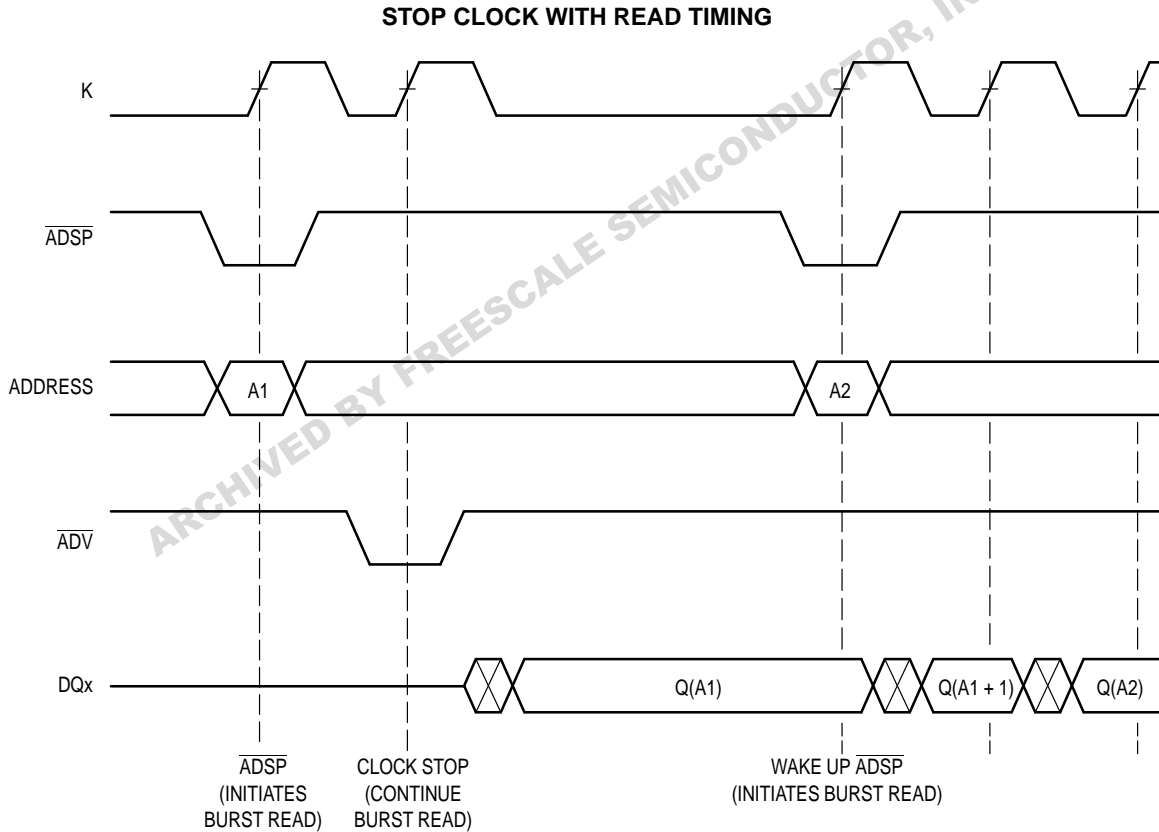 STOP CLOCK WITH READ TIMING
ARCHIVED BY FREESCALE SEMICONDUCTOR,
K
ADSP
ADDRESS
A1
A2
ADV
DQx
Q(A1)
Q(A1 + 1)
Q(A2)
ADSP
(INITIATES
BURST READ)
CLOCK STOP
(CONTINUE
BURST READ)
WAKE UP ADSP
(INITIATES BURST READ)